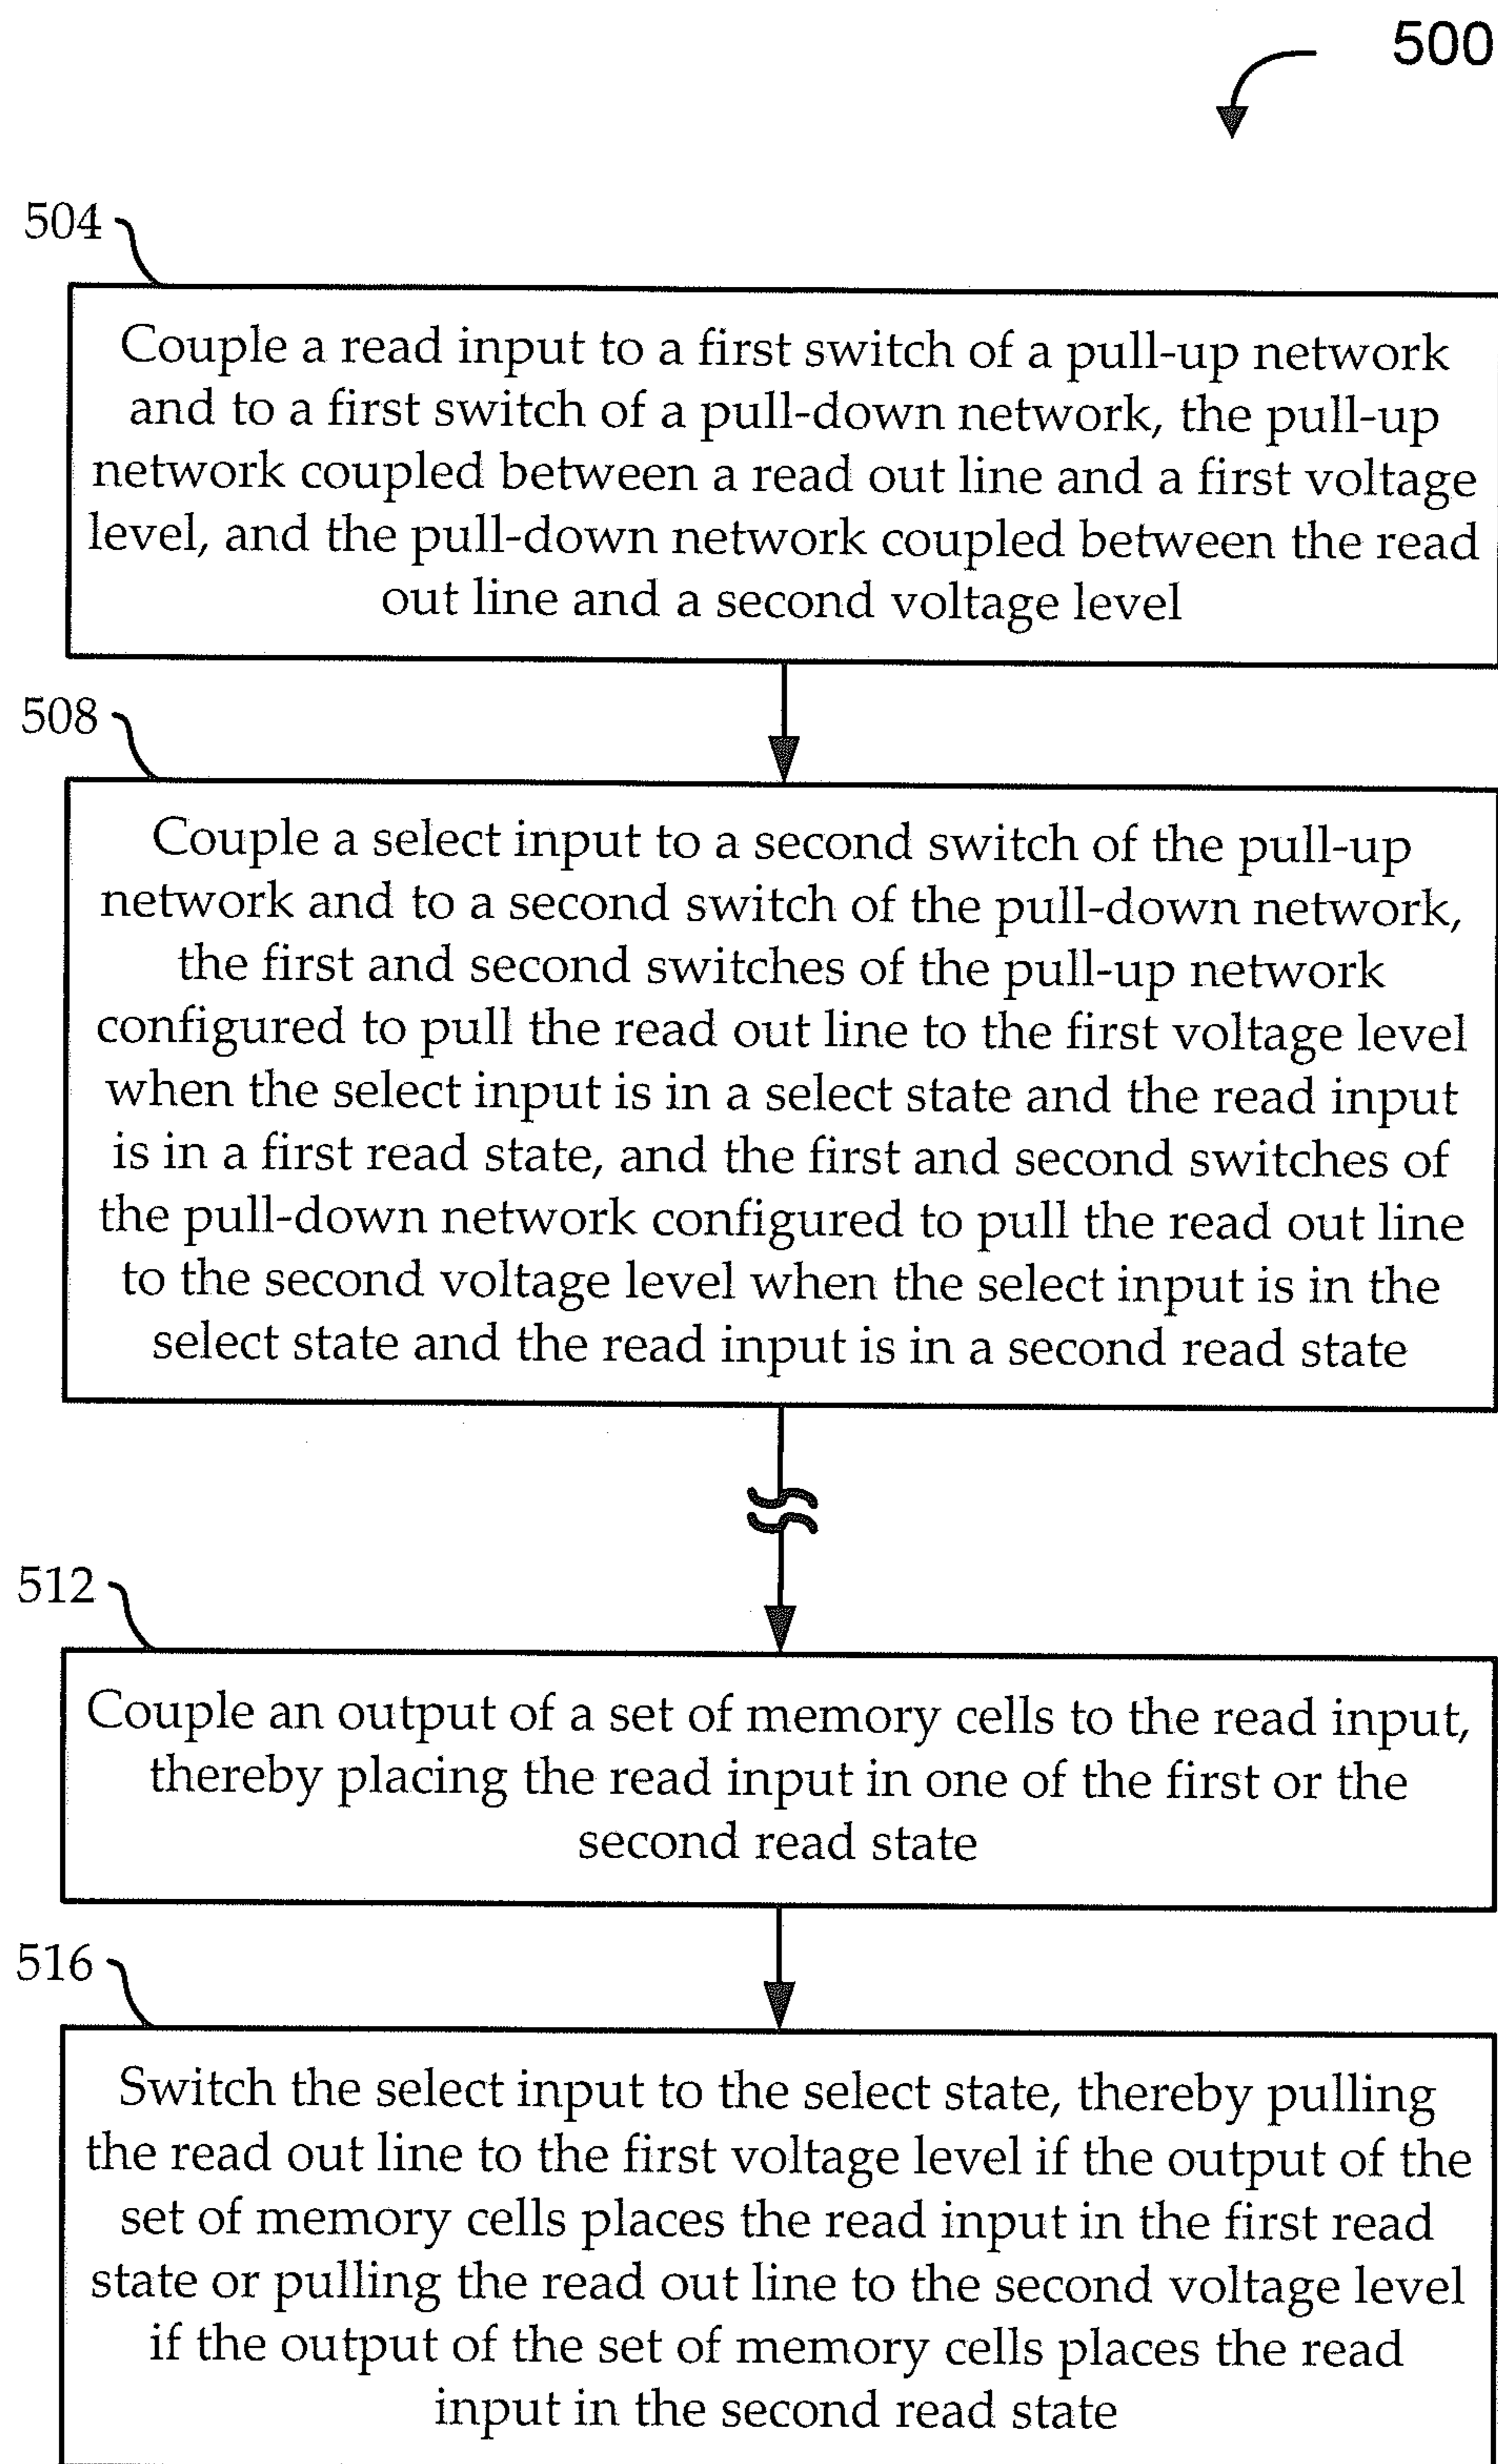 500
504
Couple a read input to a first switch of a pull-up network
and to a first switch of a pull-down network, the pull-up
network coupled between a read out line and a first voltage
level, and the pull-down network coupled between the read
out line and a second voltage level
508
Couple a select input to a second switch of the pull-up
network and to a second switch of the pull-down network,
the first and second switches of the pull-up network
configured to pull the read out line to the first voltage level
when the select input is in a select state and the read input
is in a first read state, and the first and second switches of
the pull-down network configured to pull the read out line
to the second voltage level when the select input is in the
select state and the read input is in a second read state
512
Couple an output of a set of memory cells to the read input,
thereby placing the read input in one of the first or the
second read state
516
Switch the select input to the select state, thereby pulling
the read out line to the first voltage level if the output of the
set of memory cells places the read input in the first read
state or pulling the read out line to the second voltage level
if the output of the set of memory cells places the read
input in the second read state